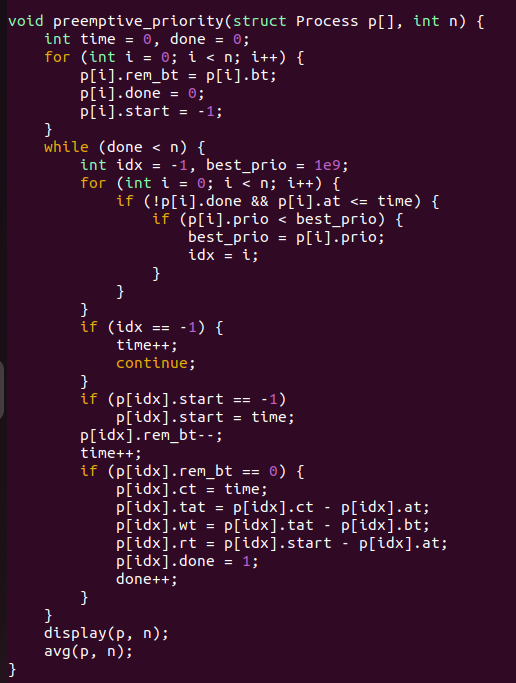 void preemptive_priority(struct Process p[], int n) {
    int time = 0, done = 0;
    for (int i = 0; i < n; i++) {
        p[i].rem_bt = p[i].bt;
        p[i].done = 0;
        p[i].start = -1;
    }
    while (done < n) {
        int idx = -1, best_prio = 1e9;
        for (int i = 0; i < n; i++) {
            if (!p[i].done && p[i].at <= time) {
                if (p[i].prio < best_prio) {
                    best_prio = p[i].prio;
                    idx = i;
                }
            }
        }
        if (idx == -1) {
            time++;
            continue;
        }
        if (p[idx].start == -1)
            p[idx].start = time;
        p[idx].rem_bt--;
        time++;
        if (p[idx].rem_bt == 0) {
            p[idx].ct = time;
            p[idx].tat = p[idx].ct - p[idx].at;
            p[idx].wt = p[idx].tat - p[idx].bt;
            p[idx].rt = p[idx].start - p[idx].at;
            p[idx].done = 1;
            done++;
        }
    }
    display(p, n);
    avg(p, n);
}